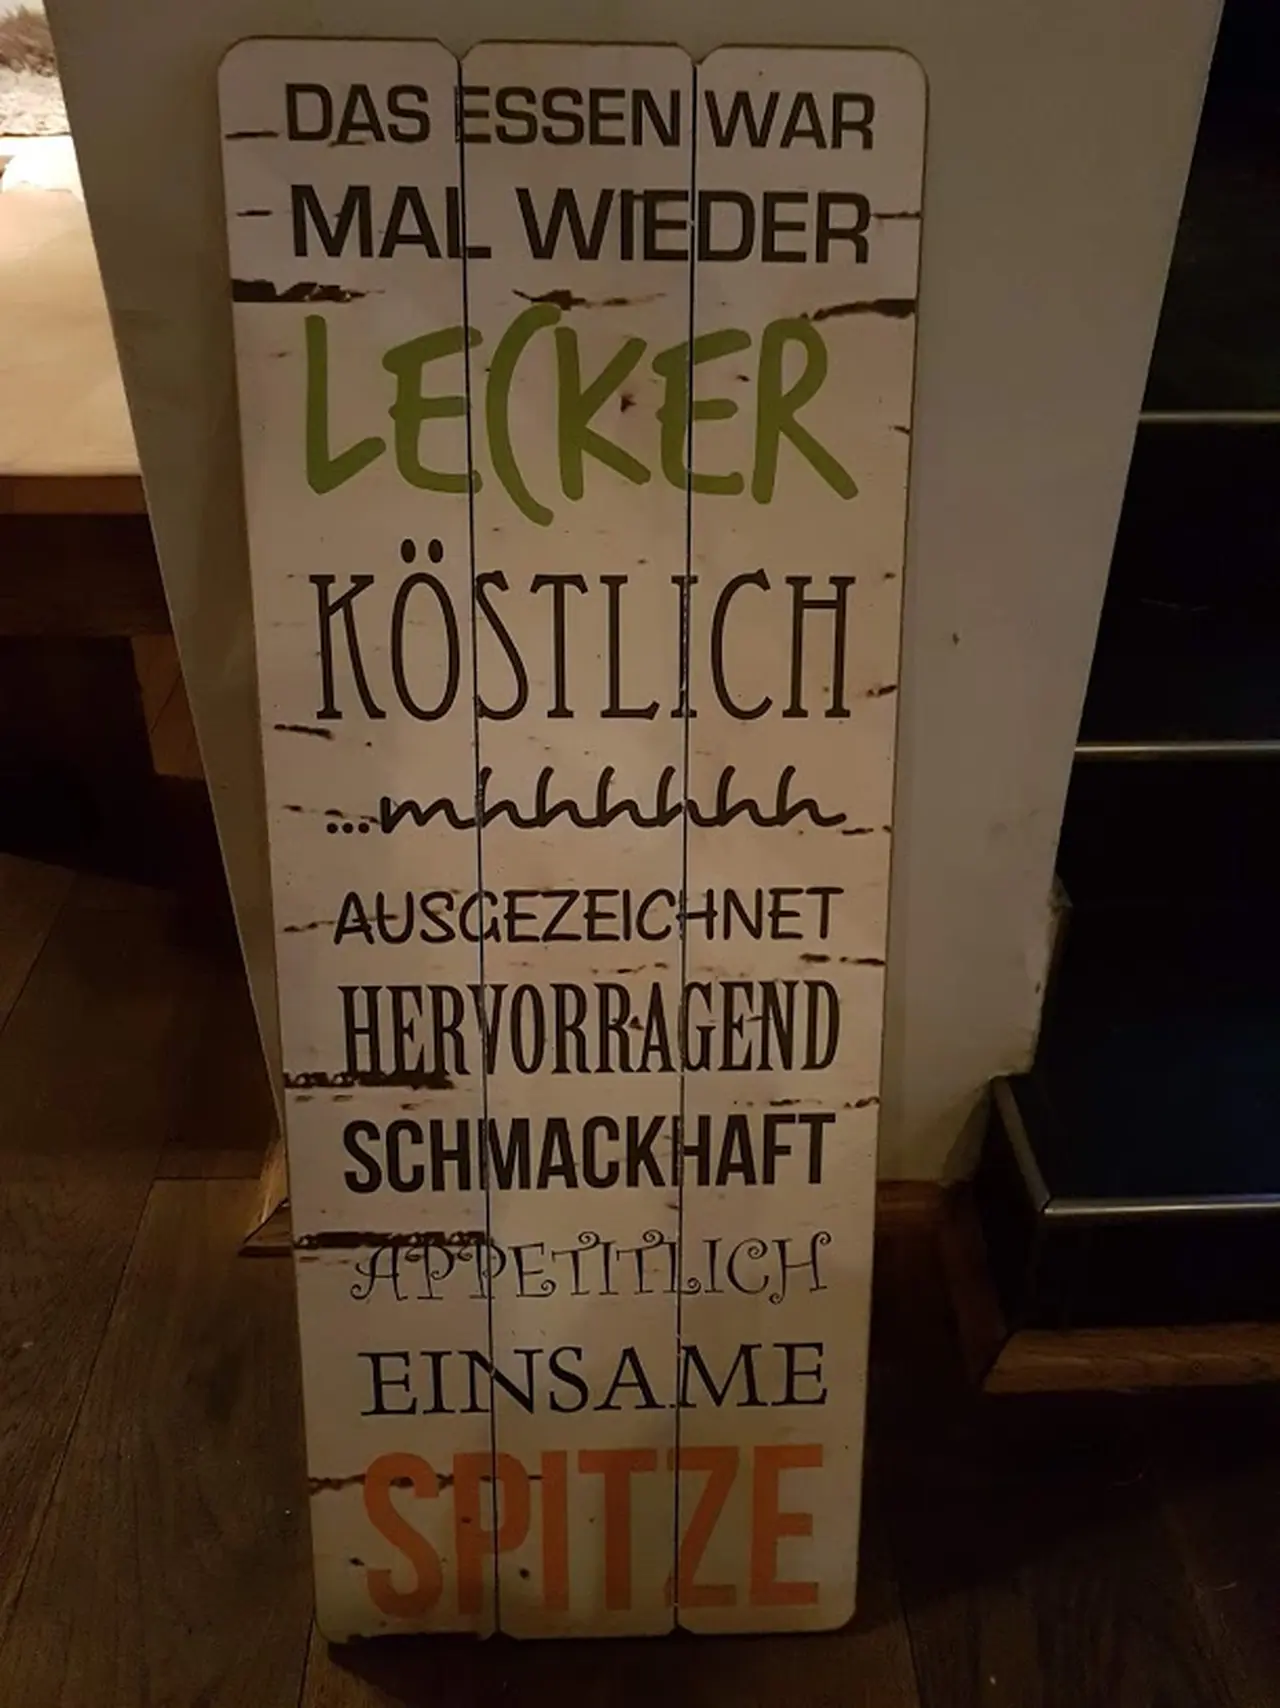 DAS ESSEN WAR
MAL WIEDER
LECKER
KÖSTLICH
...mhhhhhh
AUSGEZEICHNET
HERVORRAGEND
SCHMACKHAFT
APPETITLICH
EINSAME
SPITZE